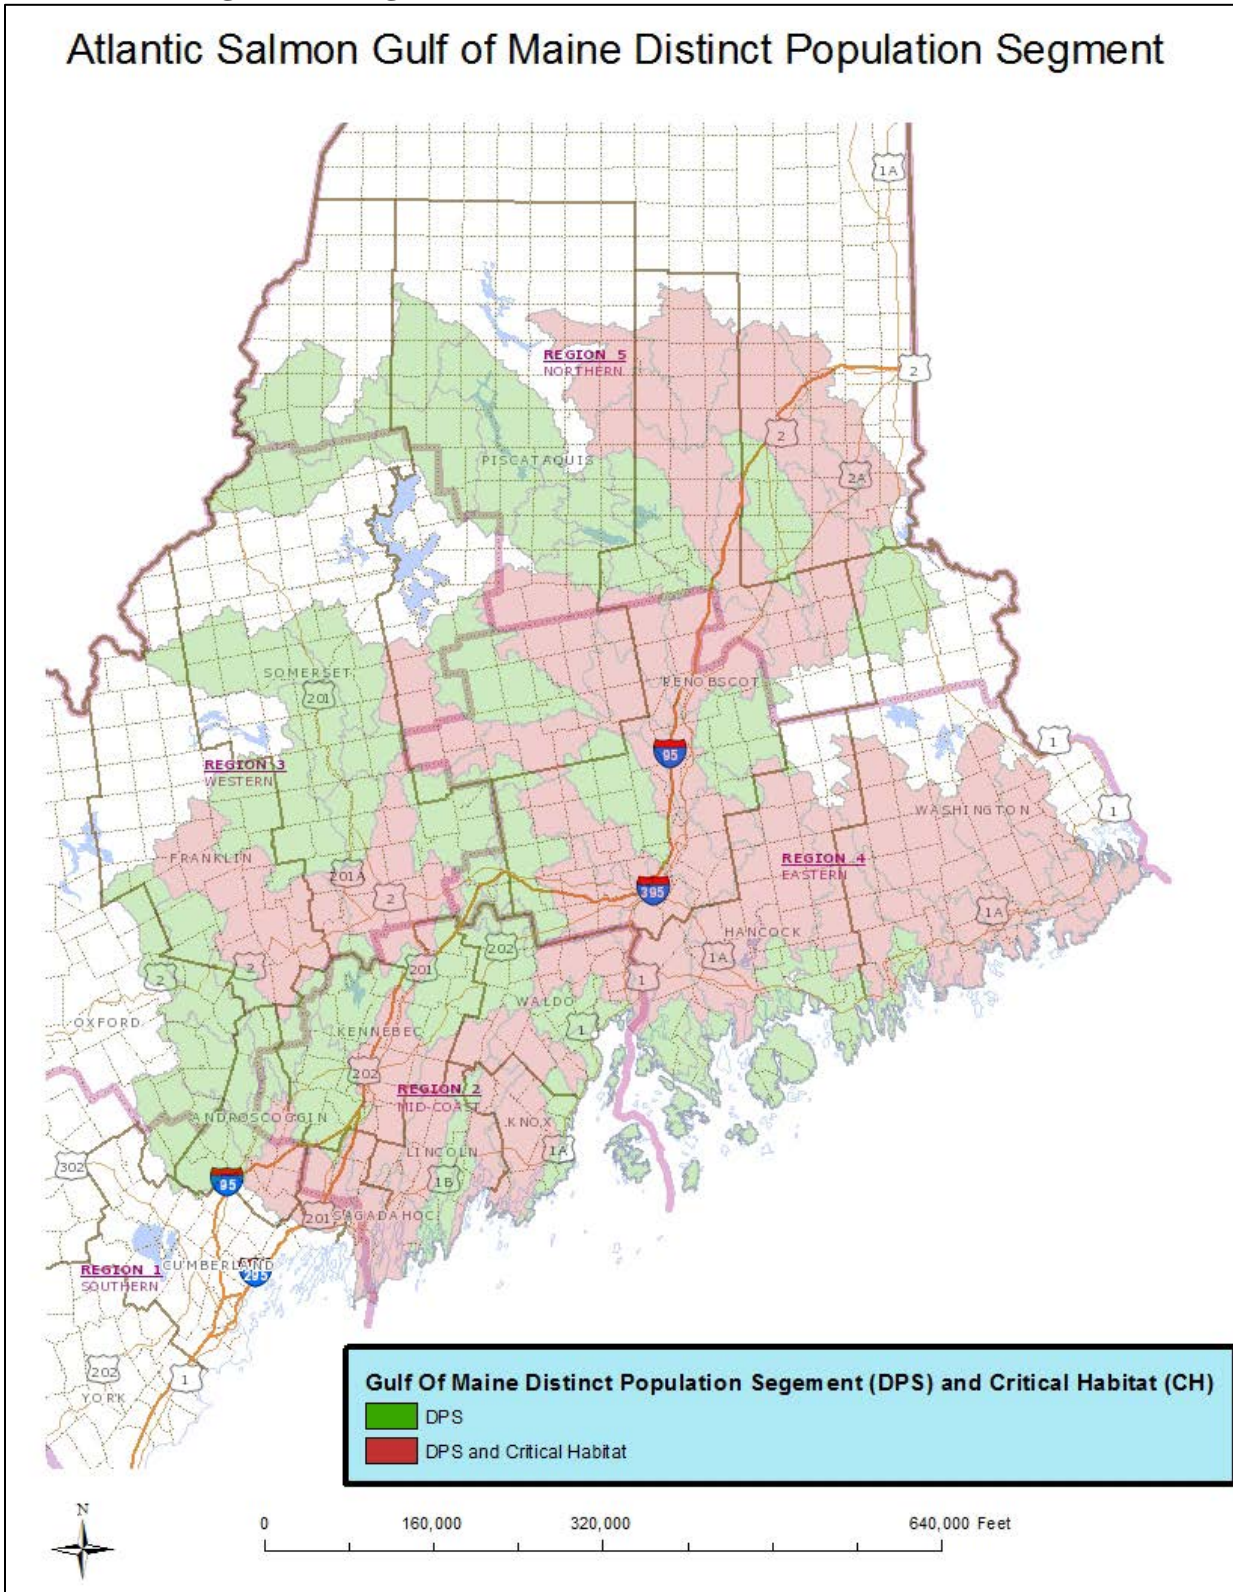 Atlantic Salmon Gulf of Maine Distinct Population Segment
1A
REGION 5
NORTHERN
2
2
PISCATAQUIS
2A
SOMERSET
201
PENOBSCOT
1
95
REGION 3
WESTERN
WASHINGTON
1
FRANKLIN
REGION 4
EASTERN
201A
2
395
1A
HANCOCK
202
1A
201
2
2
1
WALDO
OXFORD
KENNEBEC
1
202
REGION 2
MID-COAST
ANDROSCOGGIN
KNOX
LINCOLN
1A
302
95
1B
201
SAGADAHOC
REGION 1
SOUTHERN
CUMBERLAND
295
202
1
YORK
Gulf Of Maine Distinct Population Segement (DPS) and Critical Habitat (CH)
DPS
DPS and Critical Habitat
N
0 160,000 320,000 640,000 Feet